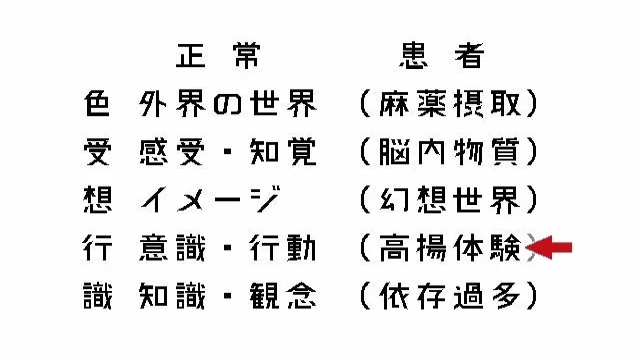 正常 患者
色 外界の世界 (麻薬摂取)
受 感受・知覚 (脳内物質)
想 イメージ (幻想世界)
行 意識・行動 (高揚体験)
識 知識・観念 (依存過多)